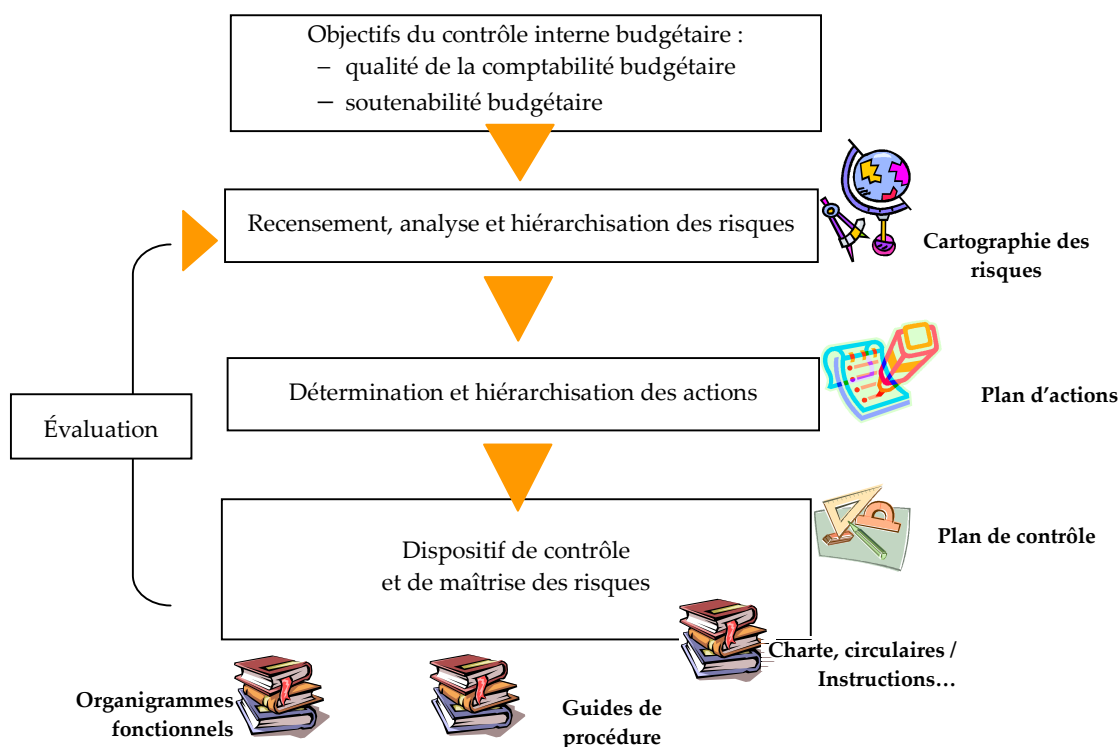 Objectifs du contrôle interne budgétaire :
– qualité de la comptabilité budgétaire
– soutenabilité budgétaire
Recensement, analyse et hiérarchisation des risques
Cartographie des
risques
Détermination et hiérarchisation des actions
Plan d’actions
Évaluation
Dispositif de contrôle
et de maîtrise des risques
Plan de contrôle
Charte, circulaires /
Instructions…
Organigrammes
fonctionnels
Guides de
procédure